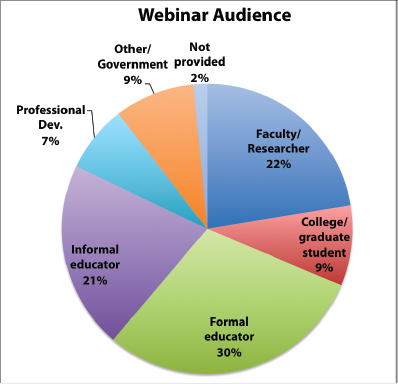 Webinar Audience
Other/
Government
9%
Not
provided
2%
Professional
Dev.
7%
Faculty/
Researcher
22%
College/
graduate
student
9%
Informal
educator
21%
Formal
educator
30%